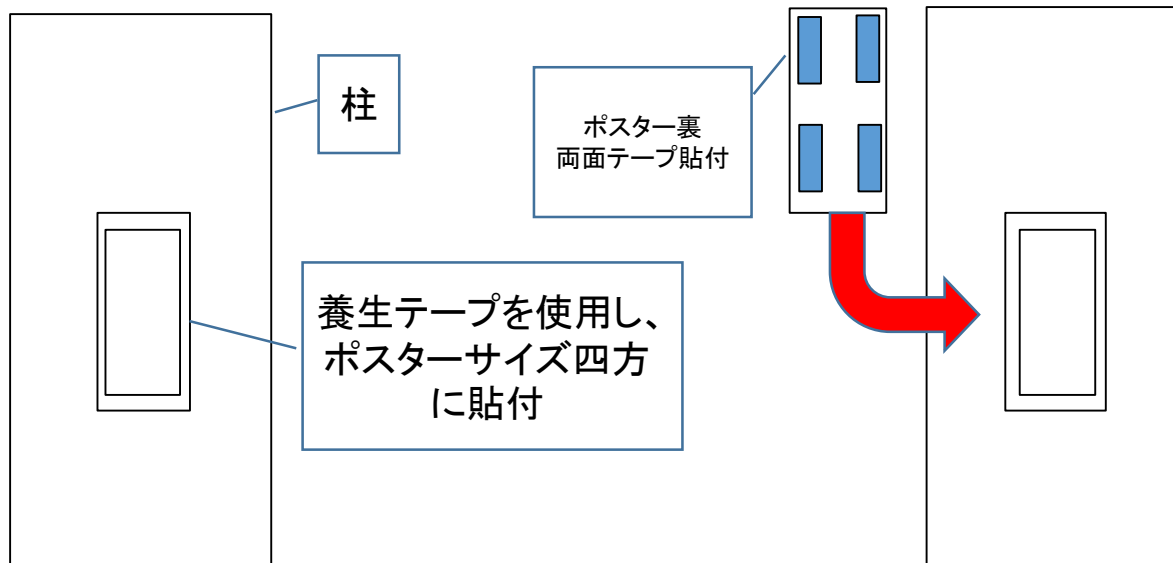 柱
ポスター裏
両面テープ貼付
養生テープを使用し、
ポスターサイズ四方
に貼付